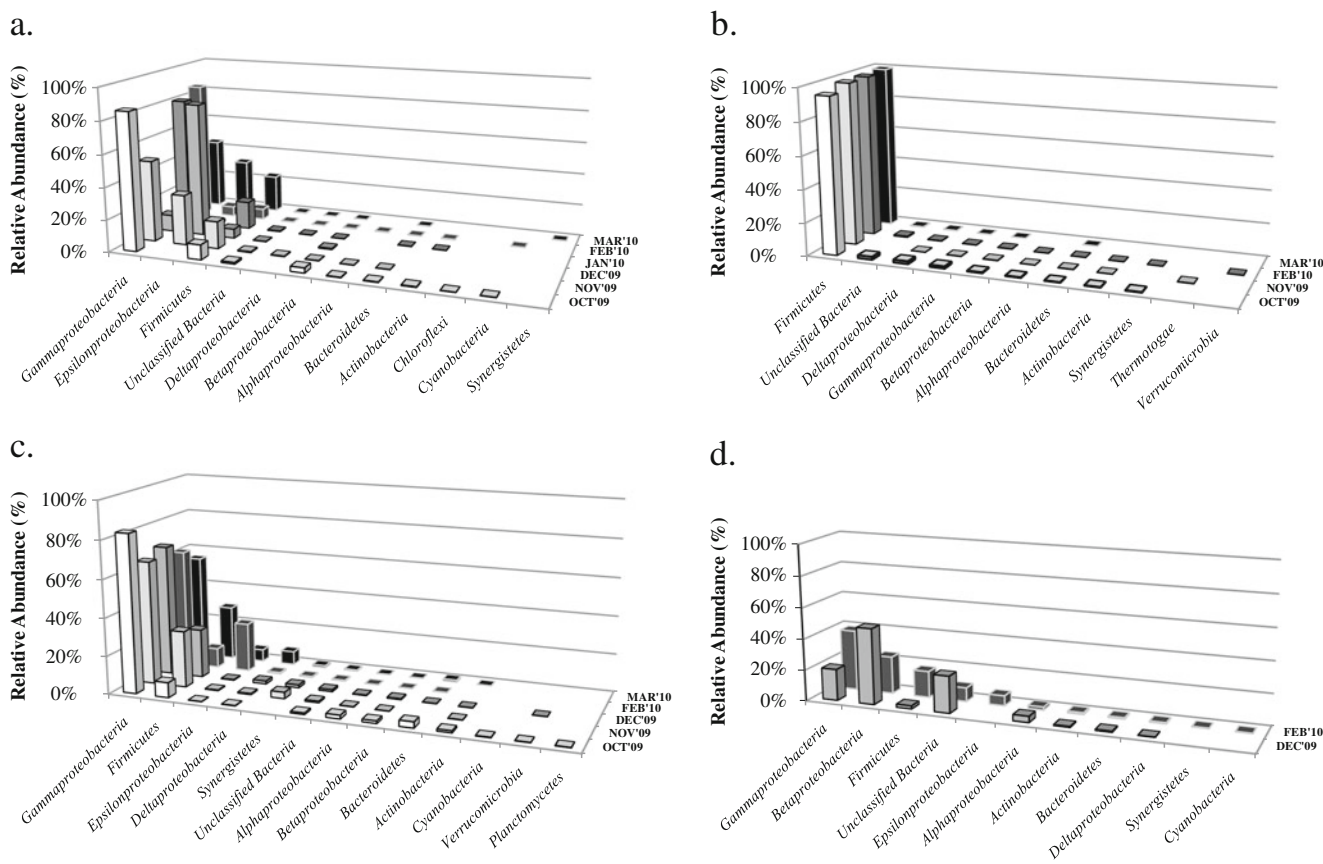 a.
Relative Abundance (%)
100%
80%
60%
40%
20%
0%
Gammaproteobacteria
Epsilonproteobacteria
Firmicutes
Unclassified Bacteria
Deltaproteobacteria
Betaproteobacteria
Alphaproteobacteria
Bacteroidetes
Actinobacteria
Chloroflexi
Cyanobacteria
Synergistetes
MAR'10
FEB'10
JAN'10
DEC'09
NOV'09
OCT'09
b.
Relative Abundance (%)
100%
80%
60%
40%
20%
0%
Firmicutes
Unclassified Bacteria
Deltaproteobacteria
Gammaproteobacteria
Betaproteobacteria
Alphaproteobacteria
Bacteroidetes
Actinobacteria
Synergistetes
Thermotogae
Verrucomicrobia
MAR'10
FEB'10
NOV'09
OCT'09
c.
Relative Abundance (%)
100%
80%
60%
40%
20%
0%
Gammaproteobacteria
Firmicutes
Epsilonproteobacteria
Deltaproteobacteria
Synergistetes
Unclassified Bacteria
Alphaproteobacteria
Betaproteobacteria
Bacteroidetes
Actinobacteria
Cyanobacteria
Verrucomicrobia
Planctomycetes
MAR'10
FEB'10
DEC'09
NOV'09
OCT'09
d.
Relative Abundance (%)
100%
80%
60%
40%
20%
0%
Gammaproteobacteria
Betaproteobacteria
Firmicutes
Unclassified Bacteria
Epsilonproteobacteria
Alphaproteobacteria
Actinobacteria
Bacteroidetes
Deltaproteobacteria
Synergistetes
Cyanobacteria
FEB'10
DEC'09